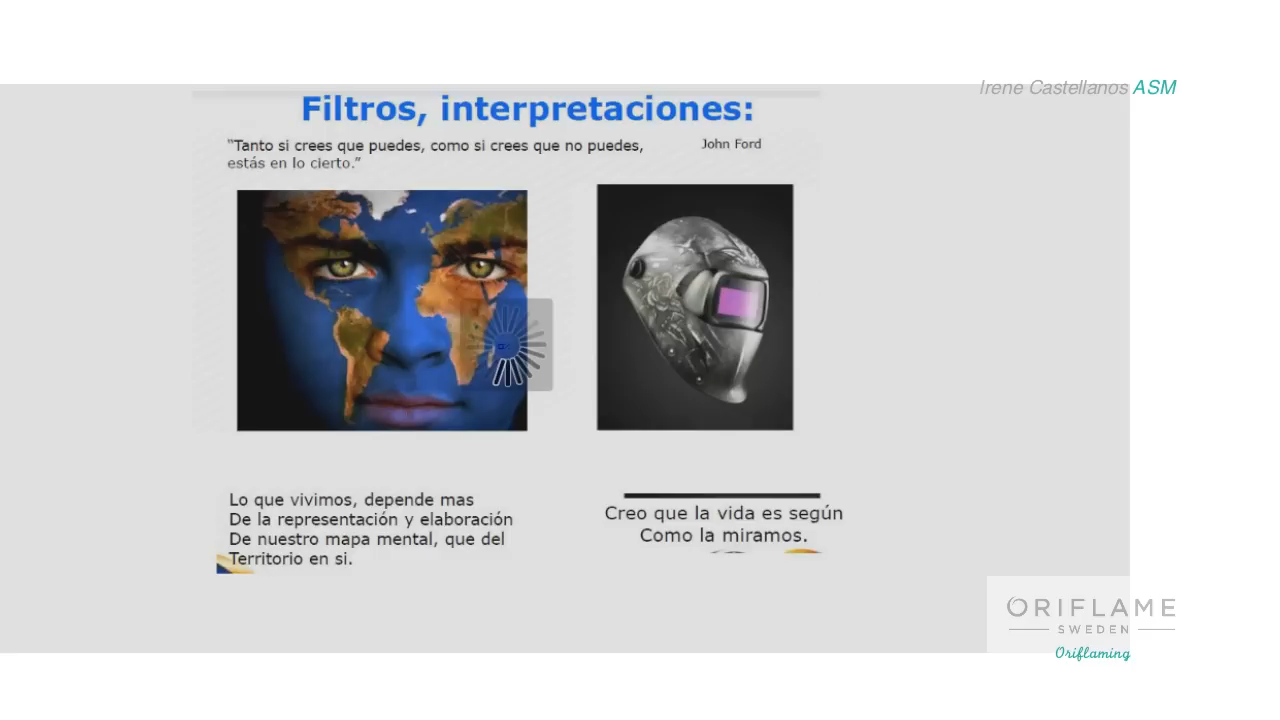 Irene Castellanos ASM
Filtros, interpretaciones:
"Tanto si crees que puedes, como si crees que no puedes,
estás en lo cierto."
John Ford
Lo que vivimos, depende mas
De la representación y elaboración
De nuestro mapa mental, que del
Territorio en si.
Creo que la vida es según
Como la miramos.
ORIFLAME
SWEDEN
Oriflaming